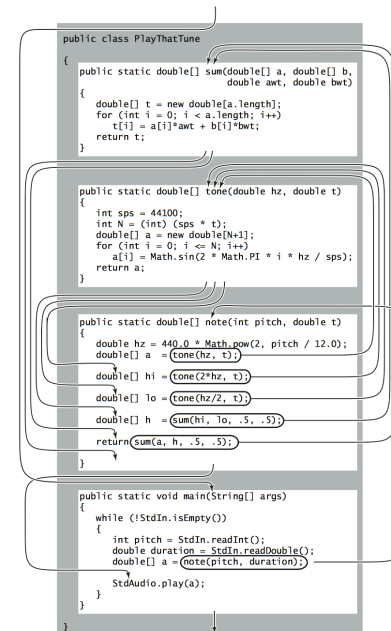 public class PlayThatTune
{
public static double[] sum(double[] a, double[] b,
double awt, double bwt)
{
double[] t = new double[a.length];
for (int i = 0; i < a.length; i++)
t[i] = a[i]*awt + b[i]*bwt;
return t;
}
public static double[] tone(double hz, double t)
{
int sps = 44100;
int N = (int) (sps * t);
double[] a = new double[N+1];
for (int i = 0; i <= N; i++)
a[i] = Math.sin(2 * Math.PI * i * hz / sps);
return a;
}
public static double[] note(int pitch, double t)
{
double hz = 440.0 * Math.pow(2, pitch / 12.0);
double[] a = tone(hz, t);
double[] hi = tone(2*hz, t);
double[] lo = tone(hz/2, t);
double[] h = sum(hi, lo, .5, .5);
return sum(a, h, .5, .5);
}
public static void main(String[] args)
{
while (!StdIn.isEmpty())
{
int pitch = StdIn.readInt();
double duration = StdIn.readDouble();
double[] a = note(pitch, duration);
StdAudio.play(a);
}
}
}